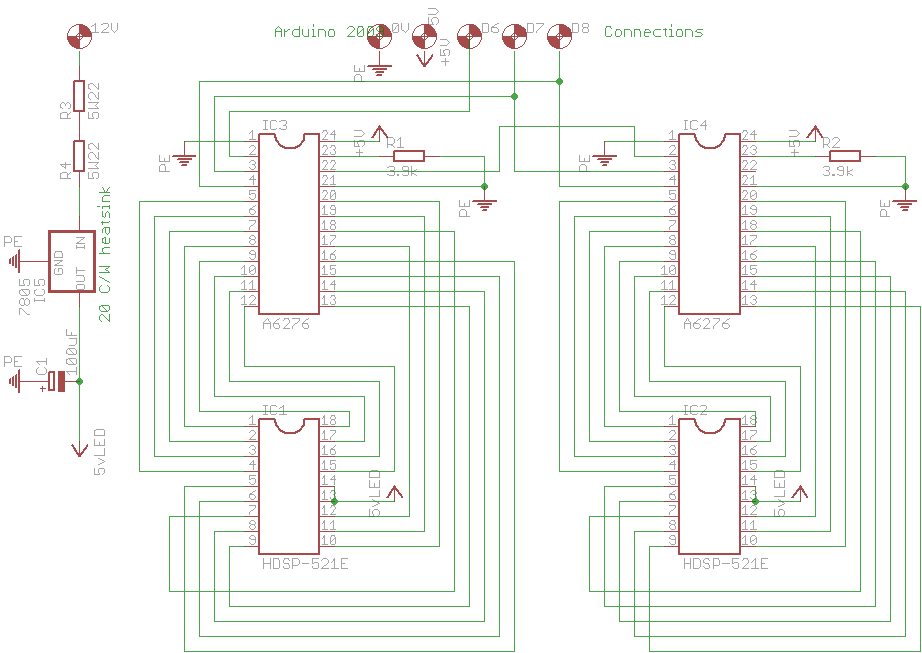 12V
Arduino 2009
0V
5V
+5V
D6
D7
D8
Connections
PE
R3
5W22
R4
5W22
20 C/W heatsink
PE
GND
IN
OUT
7805
IC5
PE
C1
100uF
+
5vLED
IC3
PE
1
2
3
4
5
6
7
8
9
10
11
12
24
23
22
21
20
19
18
17
16
15
14
13
A6276
+5V
R1
3.9k
PE
IC4
PE
1
2
3
4
5
6
7
8
9
10
11
12
24
23
22
21
20
19
18
17
16
15
14
13
A6276
+5V
R2
3.9k
PE
IC1
1
2
3
4
5
6
7
8
9
18
17
16
15
14
13
12
11
10
HDSP-521E
5vLED
IC2
1
2
3
4
5
6
7
8
9
18
17
16
15
14
13
12
11
10
HDSP-521E
5vLED